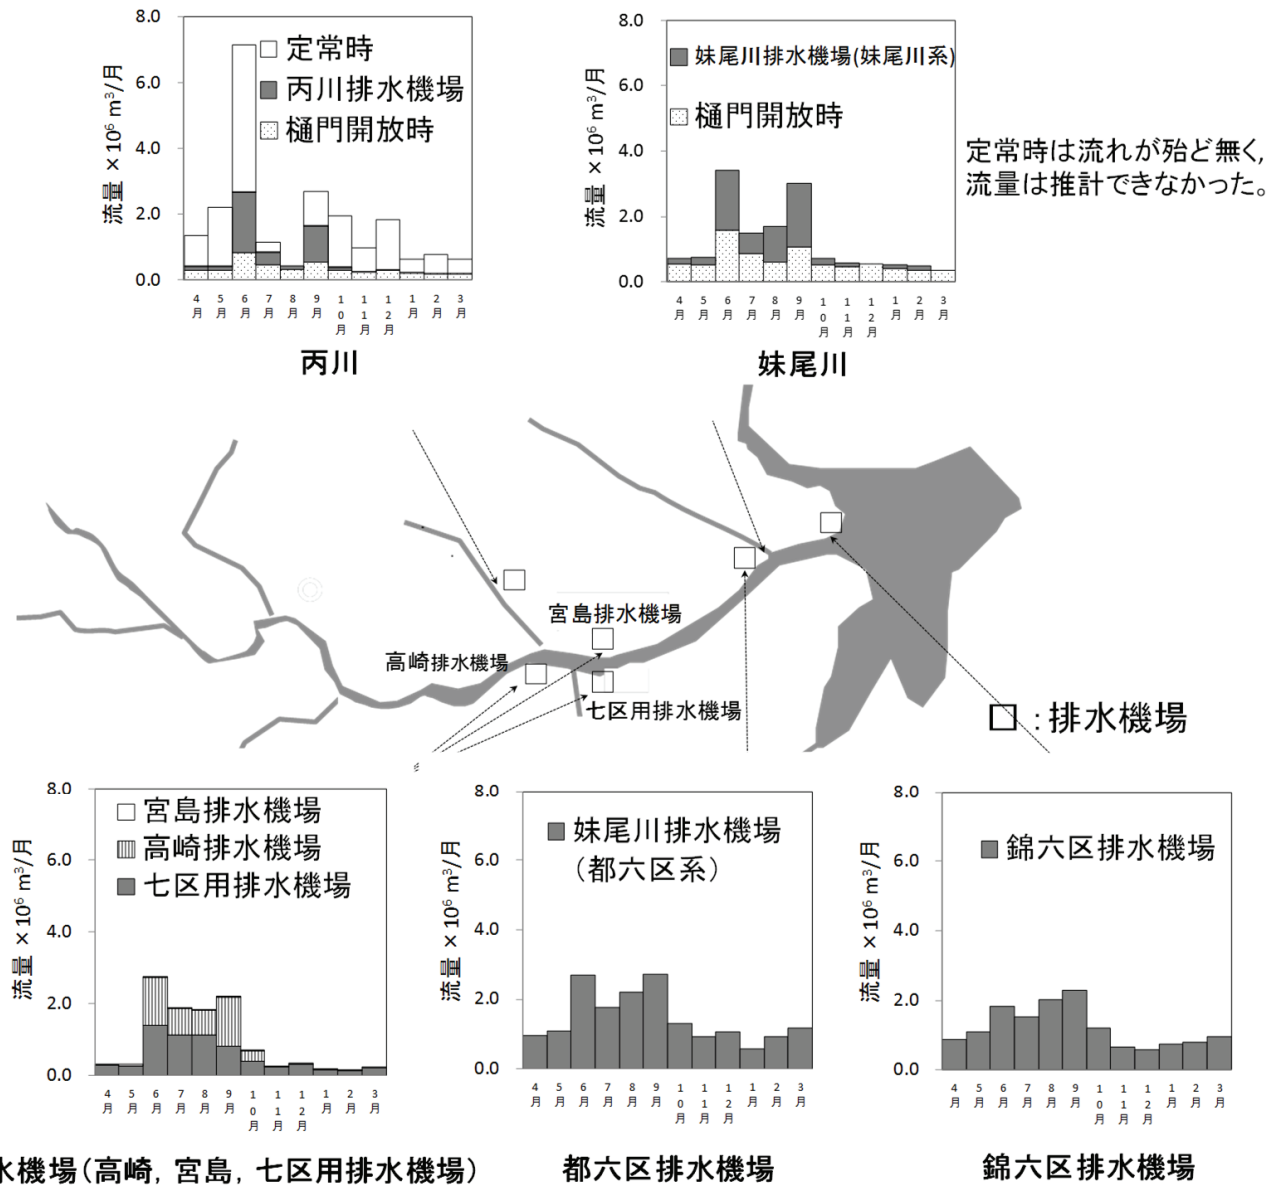 8.0
6.0
4.0
2.0
0.0
流量 ×10⁶ m³/月
定常時
丙川排水機場
樋門開放時
4月 5月 6月 7月 8月 9月 10月 11月 12月 1月 2月 3月
丙川
8.0
6.0
4.0
2.0
0.0
流量 ×10⁶ m³/月
妹尾川排水機場(妹尾川系)
樋門開放時
4月 5月 6月 7月 8月 9月 10月 11月 12月 1月 2月 3月
妹尾川
定常時は流れが殆ど無く,
流量は推計できなかった。
宮島排水機場
高崎排水機場
七区用排水機場
:排水機場
8.0
6.0
4.0
2.0
0.0
流量 ×10⁶ m³/月
宮島排水機場
高崎排水機場
七区用排水機場
4月 5月 6月 7月 8月 9月 10月 11月 12月 1月 2月 3月
水機場(高崎, 宮島, 七区用排水機場)
8.0
6.0
4.0
2.0
0.0
流量 ×10⁶ m³/月
妹尾川排水機場
(都六区系)
4月 5月 6月 7月 8月 9月 10月 11月 12月 1月 2月 3月
都六区排水機場
8.0
6.0
4.0
2.0
0.0
流量 ×10⁶ m³/月
錦六区排水機場
4月 5月 6月 7月 8月 9月 10月 11月 12月 1月 2月 3月
錦六区排水機場